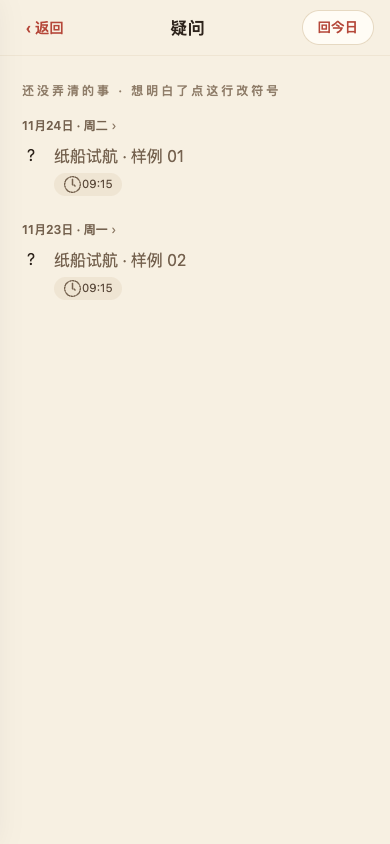 ‹ 返回
疑问
回今日
还没弄清的事 · 想明白了点这行改符号
11月24日 · 周二 ›
? 纸船试航 · 样例 01
09:15
11月23日 · 周一 ›
? 纸船试航 · 样例 02
09:15